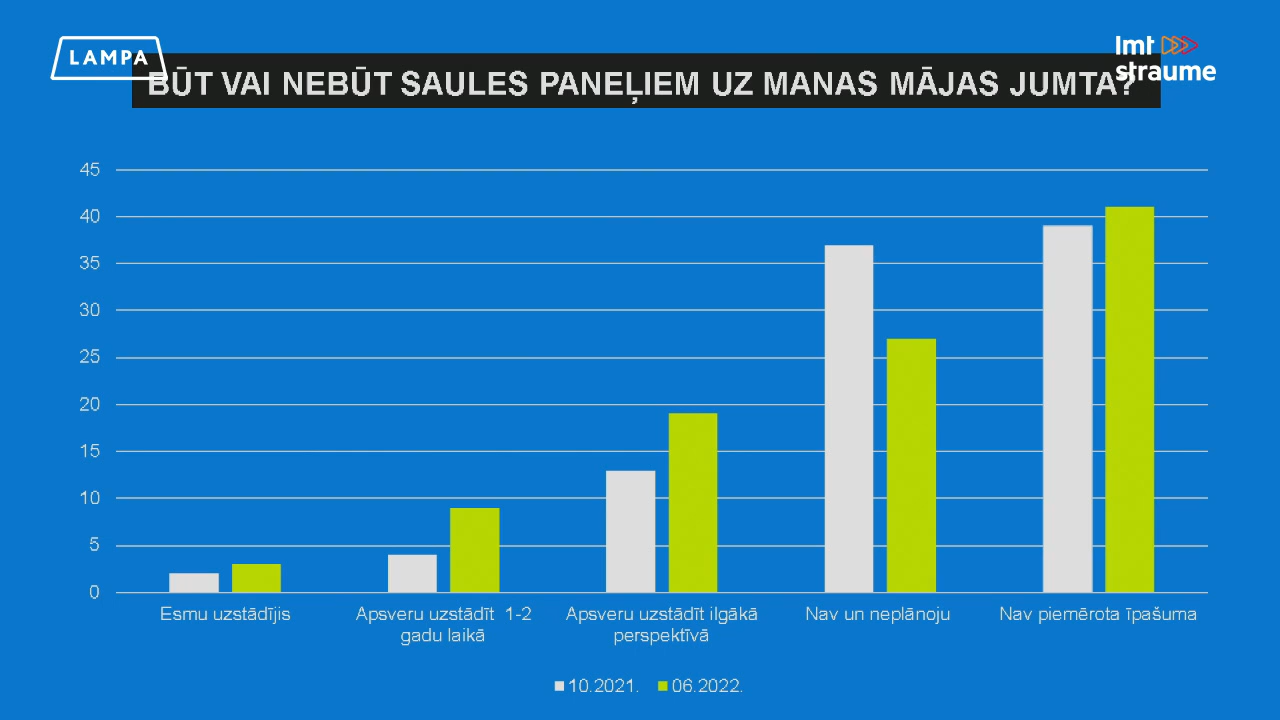 LAMPA
lmt
straume
BŪT VAI NEBŪT SAULES PANEĻIEM UZ MANAS MĀJAS JUMTA?
45
40
35
30
25
20
15
10
5
0
Esmu uzstādījis
Apsveru uzstādīt 1-2
gadu laikā
Apsveru uzstādīt ilgākā
perspektīvā
Nav un neplānoju
Nav piemērota īpašuma
10.2021.
06.2022.